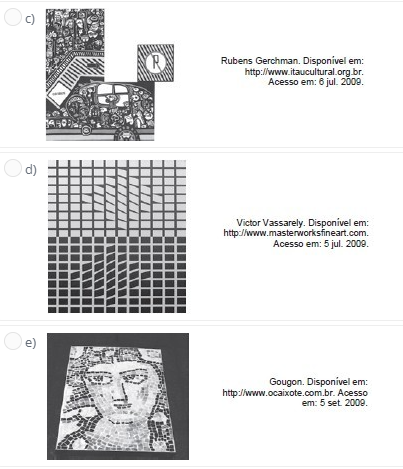 c)
R
Rubens Gerchman. Disponível em:
http://www.itaucultural.org.br.
Acesso em: 6 jul. 2009.
d)
Victor Vassarely. Disponível em:
http://www.masterworksfineart.com.
Acesso em: 5 jul. 2009.
e)
Gougon. Disponível em:
http://www.ocaixote.com.br. Acesso
em: 5 set. 2009.